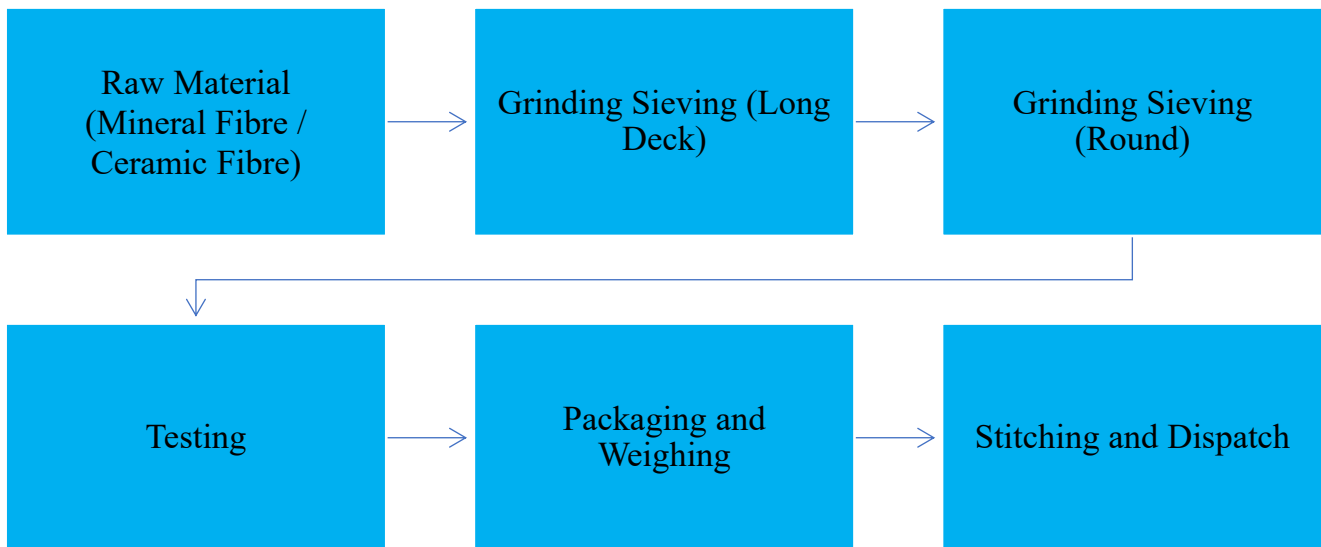 Raw Material
(Mineral Fibre /
Ceramic Fibre)
Grinding Sieving (Long
Deck)
Grinding Sieving
(Round)
Testing
Packaging and
Weighing
Stitching and Dispatch